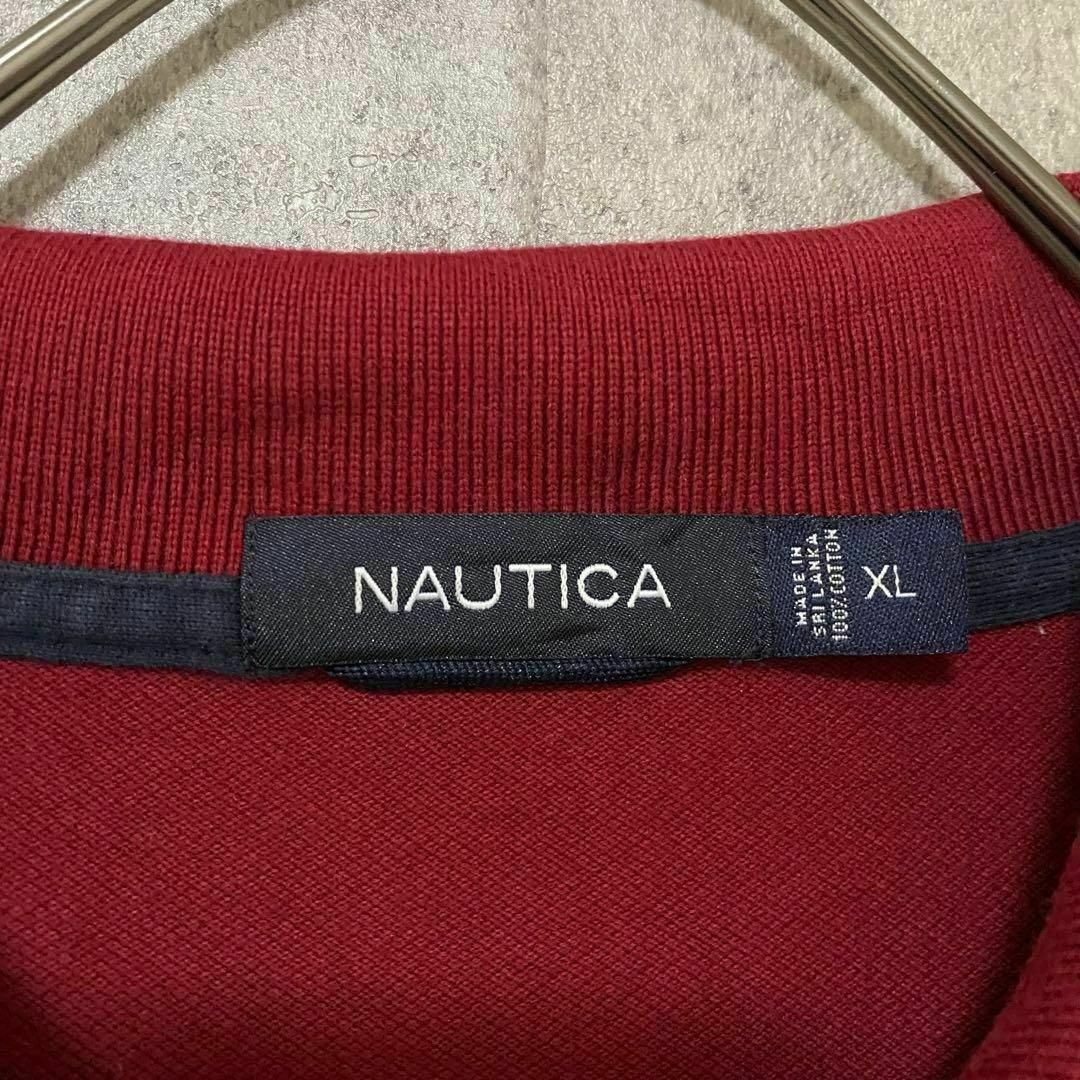 NAUTICA
MADE IN
SRI LANKA
100% COTTON
XL